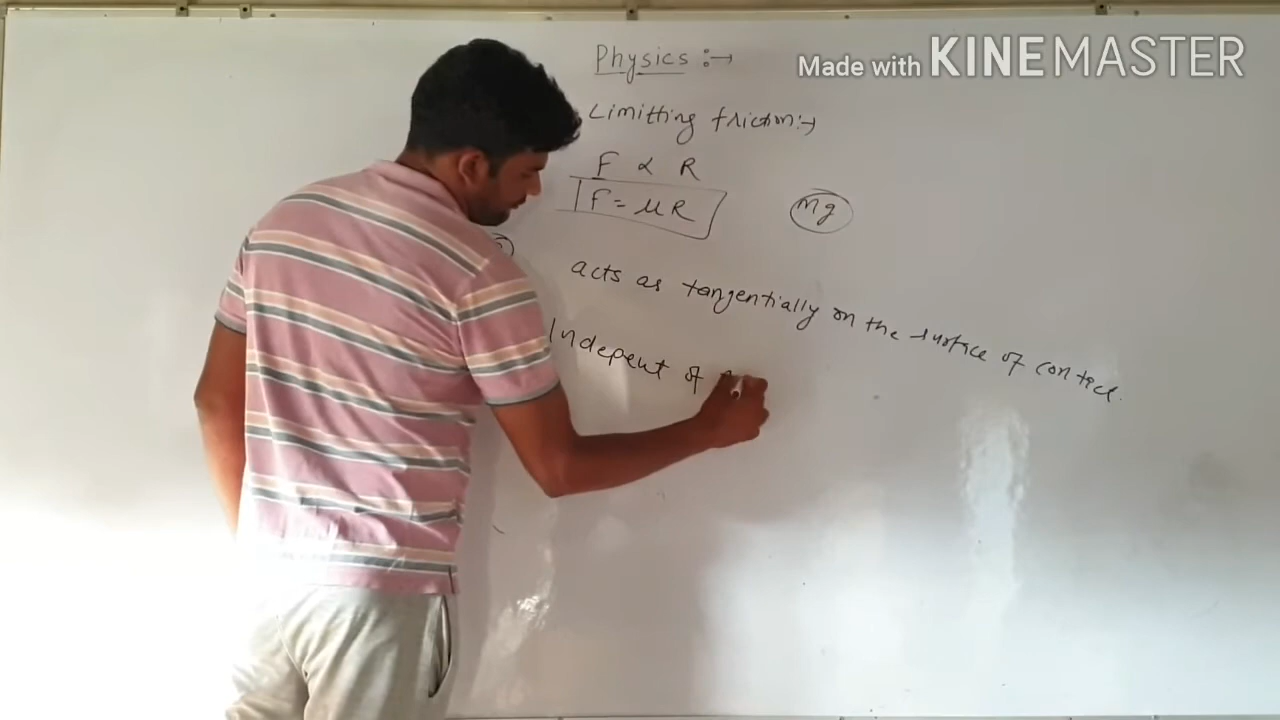 Physics :→
Made with KINEMASTER
Limitting friction:→
F ∝ R
F = μR
mg
acts as tangentially on the surface of contact.
Indepent of